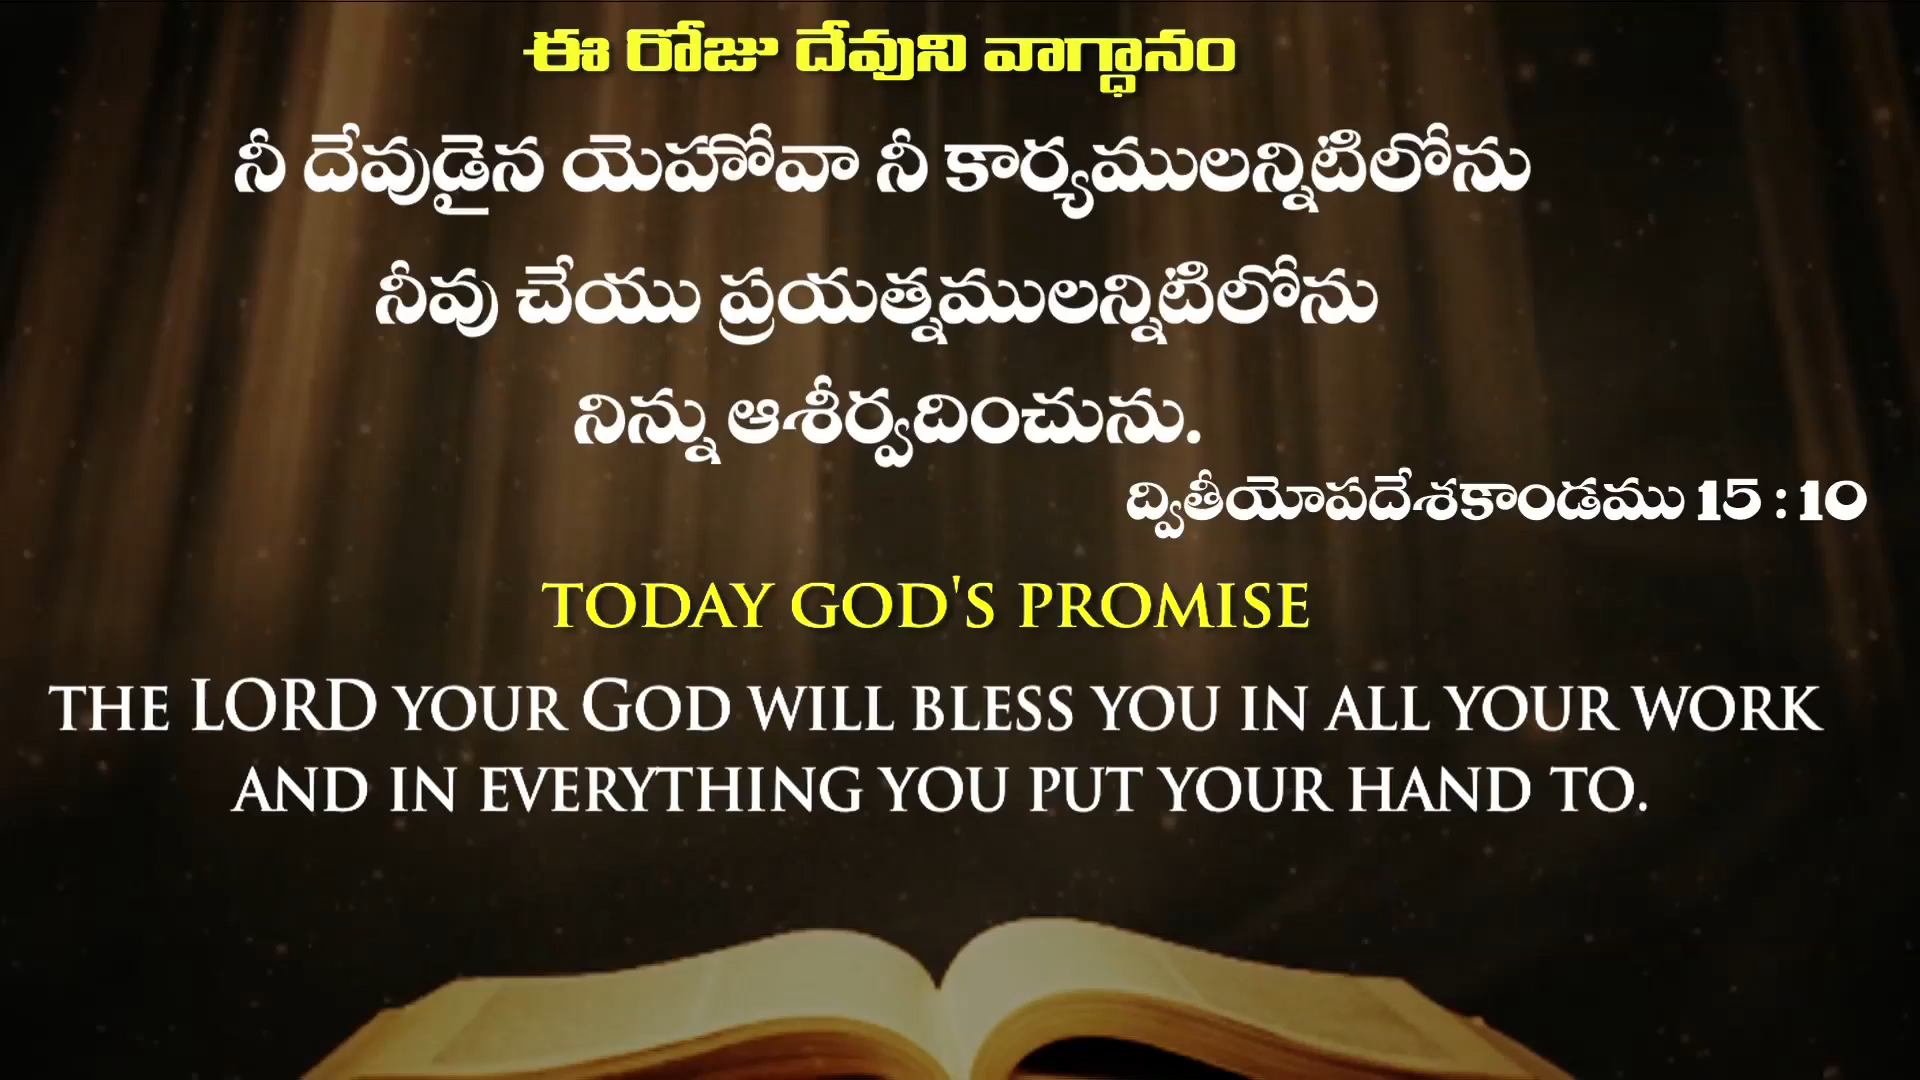 ఈ రోజు దేవుని వాగ్ధానం
నీ దేవుడైన యెహోవా నీ కార్యములన్నిటిలోను
నీవు చేయు ప్రయత్నములన్నిటిలోను
నిన్ను ఆశీర్వదించును.
ద్వితీయోపదేశకాండము 15 : 10
TODAY GOD'S PROMISE
THE LORD YOUR GOD WILL BLESS YOU IN ALL YOUR WORK
AND IN EVERYTHING YOU PUT YOUR HAND TO.